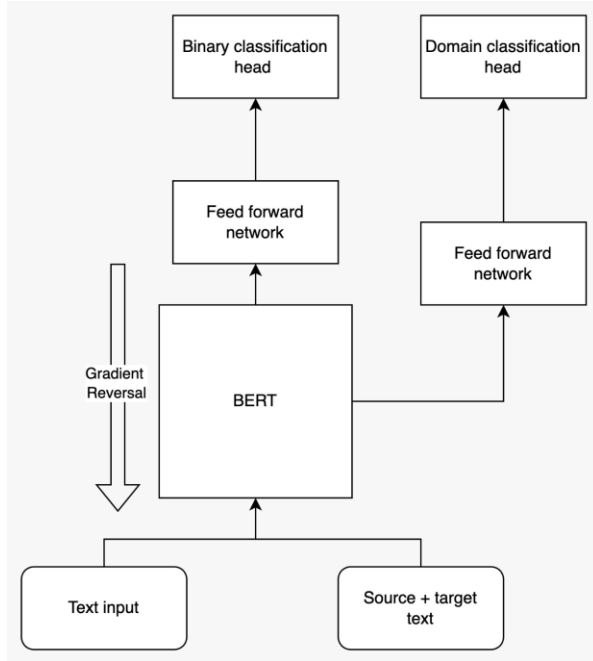 Binary classification
head
Domain classification
head
Feed forward
network
Feed forward
network
Gradient
Reversal
BERT
Text input
Source + target
text